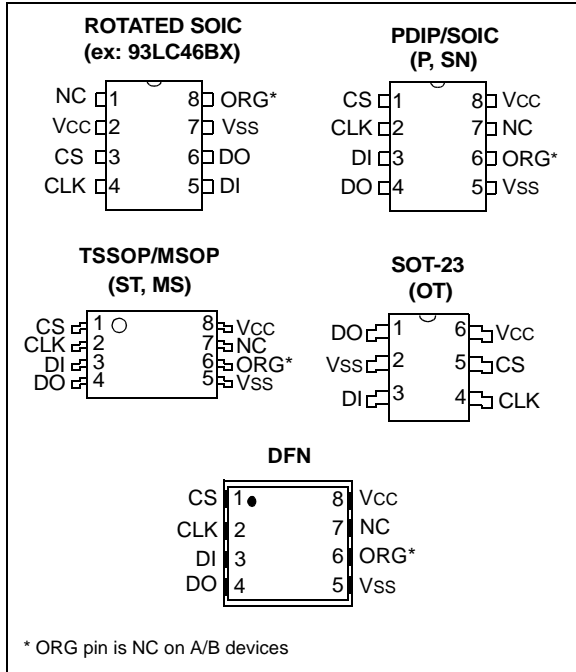 ROTATED SOIC
(ex: 93LC46BX)
NC 1 8 ORG*
VCC 2 7 VSS
CS 3 6 DO
CLK 4 5 DI
PDIP/SOIC
(P, SN)
CS 1 8 VCC
CLK 2 7 NC
DI 3 6 ORG*
DO 4 5 VSS
TSSOP/MSOP
(ST, MS)
CS 1 8 VCC
CLK 2 7 NC
DI 3 6 ORG*
DO 4 5 VSS
SOT-23
(OT)
DO 1 6 VCC
VSS 2 5 CS
DI 3 4 CLK
DFN
CS 1 8 VCC
CLK 2 7 NC
DI 3 6 ORG*
DO 4 5 VSS
* ORG pin is NC on A/B devices